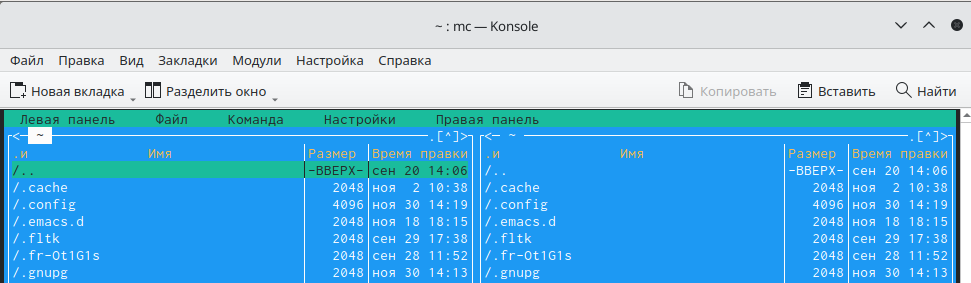 ~ : mc — Konsole
Файл Правка Вид Закладки Модули Настройка Справка
Новая вкладка Разделить окно Копировать Вставить Найти
Левая панель Файл Команда Настройки Правая панель
<─ ~ .[^]> <─ ~ .[^]>
.и Имя Размер Время правки .и Имя Размер Время правки
/.. -ВВЕРХ- сен 20 14:06 /.. -ВВЕРХ- сен 20 14:06
/.cache 2048 ноя 2 10:38 /.cache 2048 ноя 2 10:38
/.config 4096 ноя 30 14:19 /.config 4096 ноя 30 14:19
/.emacs.d 2048 ноя 18 18:15 /.emacs.d 2048 ноя 18 18:15
/.fltk 2048 сен 29 17:38 /.fltk 2048 сен 29 17:38
/.fr-Ot1G1s 2048 сен 28 11:52 /.fr-Ot1G1s 2048 сен 28 11:52
/.gnupg 2048 ноя 30 14:13 /.gnupg 2048 ноя 30 14:13